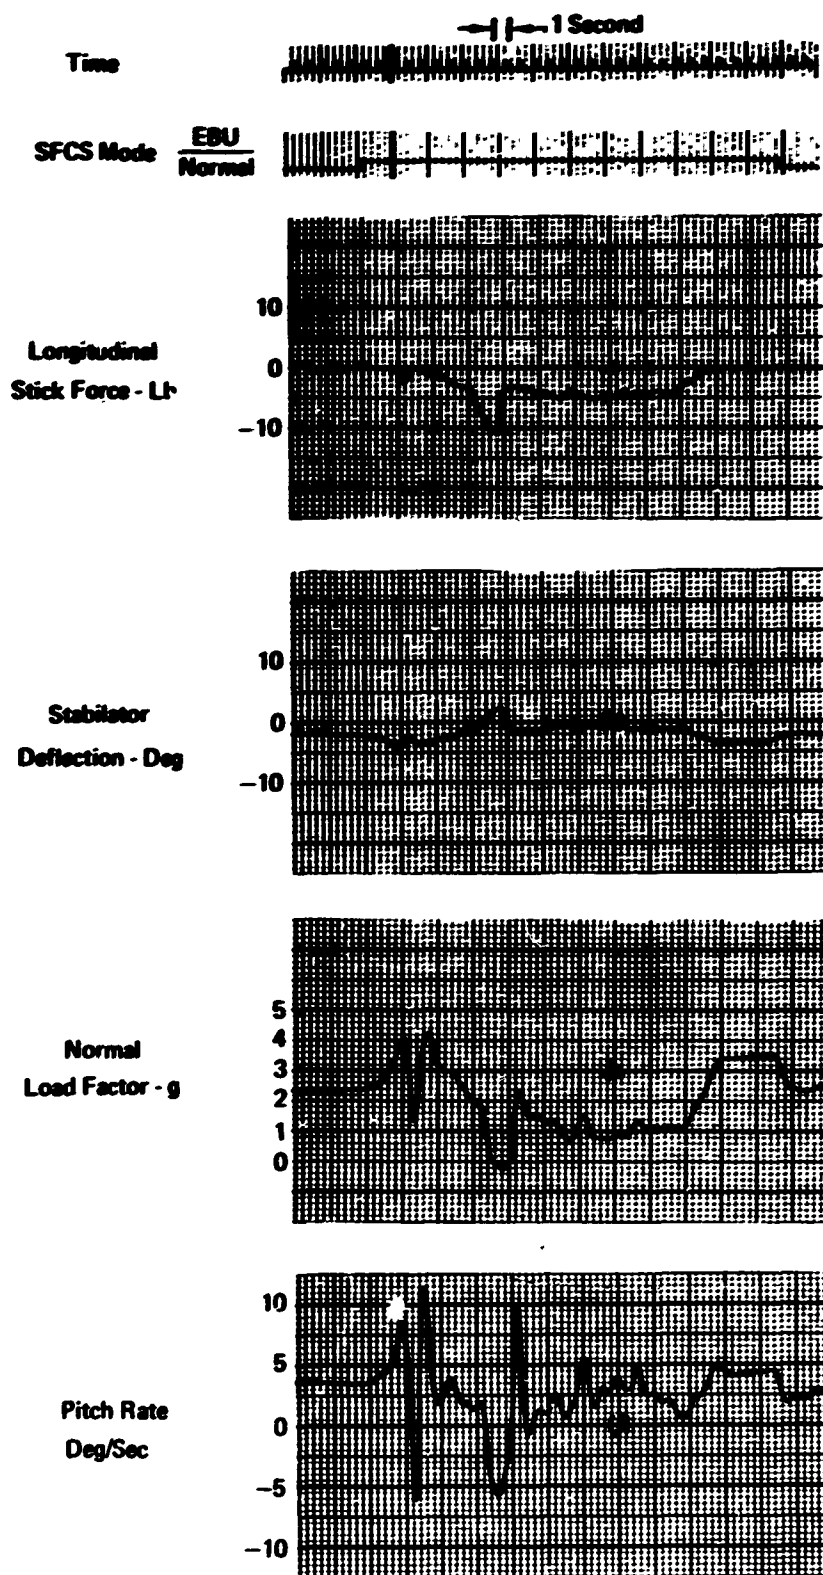 1 Second
Time
SFCS Mode
EBU
Normal
10
0
-10
Longitudinal
Stick Force - Lb
10
0
-10
Stabilator
Deflection - Deg
5
4
3
2
1
0
Normal
Load Factor - g
10
5
0
-5
-10
Pitch Rate
Deg/Sec